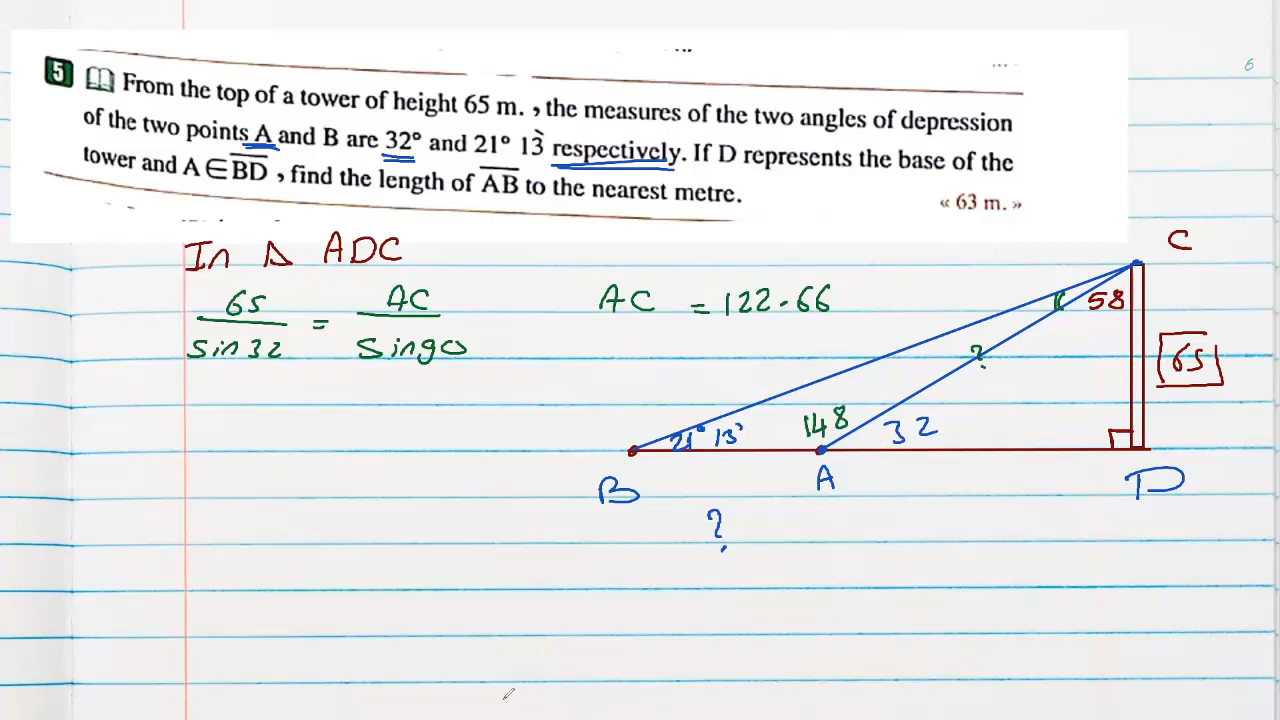 6
5 From the top of a tower of height 65 m. , the measures of the two angles of depression
of the two points A and B are 32° and 21° 13̀ respectively. If D represents the base of the
tower and A ∈ BD , find the length of AB to the nearest metre.
« 63 m. »
In Δ ADC
65 / sin 32 = AC / sin 90
AC = 122.66
C
58
65
?
148
32
21° 13'
B
A
D
?